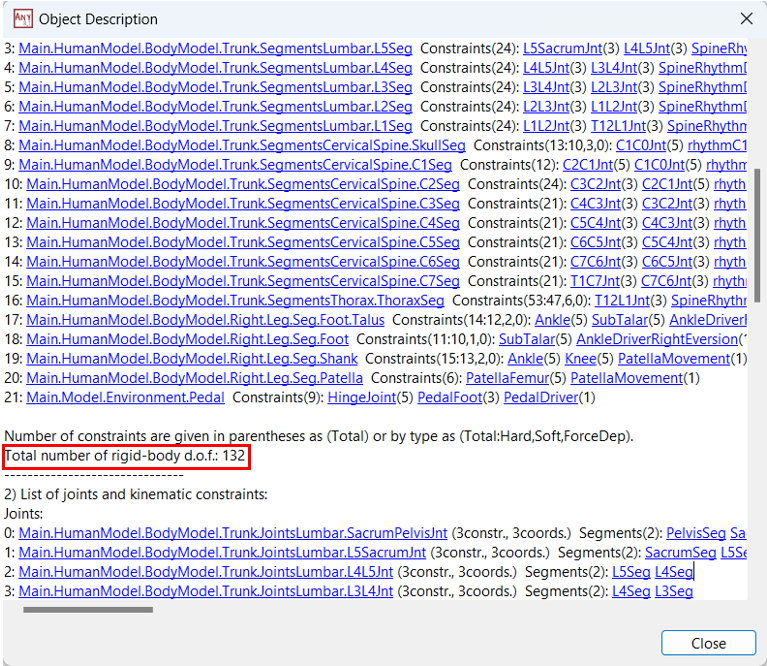 Object Description
3: Main.HumanModel.BodyModel.Trunk.SegmentsLumbar.L5Seg Constraints(24): L5SacrumJnt(3) L4L5Jnt(3) SpineRhy
4: Main.HumanModel.BodyModel.Trunk.SegmentsLumbar.L4Seg Constraints(24): L4L5Jnt(3) L3L4Jnt(3) SpineRhythmD
5: Main.HumanModel.BodyModel.Trunk.SegmentsLumbar.L3Seg Constraints(24): L3L4Jnt(3) L2L3Jnt(3) SpineRhythmD
6: Main.HumanModel.BodyModel.Trunk.SegmentsLumbar.L2Seg Constraints(24): L2L3Jnt(3) L1L2Jnt(3) SpineRhythmD
7: Main.HumanModel.BodyModel.Trunk.SegmentsLumbar.L1Seg Constraints(24): L1L2Jnt(3) T12L1Jnt(3) SpineRhythm
8: Main.HumanModel.BodyModel.Trunk.SegmentsCervicalSpine.SkullSeg Constraints(13:10,3,0): C1C0Jnt(5) rhythmC1
9: Main.HumanModel.BodyModel.Trunk.SegmentsCervicalSpine.C1Seg Constraints(12): C2C1Jnt(5) C1C0Jnt(5) rhythm
10: Main.HumanModel.BodyModel.Trunk.SegmentsCervicalSpine.C2Seg Constraints(24): C3C2Jnt(3) C2C1Jnt(5) rhyth
11: Main.HumanModel.BodyModel.Trunk.SegmentsCervicalSpine.C3Seg Constraints(21): C4C3Jnt(3) C3C2Jnt(3) rhyth
12: Main.HumanModel.BodyModel.Trunk.SegmentsCervicalSpine.C4Seg Constraints(21): C5C4Jnt(3) C4C3Jnt(3) rhyth
13: Main.HumanModel.BodyModel.Trunk.SegmentsCervicalSpine.C5Seg Constraints(21): C6C5Jnt(3) C5C4Jnt(3) rhyth
14: Main.HumanModel.BodyModel.Trunk.SegmentsCervicalSpine.C6Seg Constraints(21): C7C6Jnt(3) C6C5Jnt(3) rhyth
15: Main.HumanModel.BodyModel.Trunk.SegmentsCervicalSpine.C7Seg Constraints(21): T1C7Jnt(3) C7C6Jnt(3) rhyth
16: Main.HumanModel.BodyModel.Trunk.SegmentsThorax.ThoraxSeg Constraints(53:47,6,0): T12L1Jnt(3) SpineRhythm
17: Main.HumanModel.BodyModel.Right.Leg.Seg.Foot.Talus Constraints(14:12,2,0): Ankle(5) SubTalar(5) AnkleDriverR
18: Main.HumanModel.BodyModel.Right.Leg.Seg.Foot Constraints(11:10,1,0): SubTalar(5) AnkleDriverRightEversion(1
19: Main.HumanModel.BodyModel.Right.Leg.Seg.Shank Constraints(15:13,2,0): Ankle(5) Knee(5) PatellaMovement(1)
20: Main.HumanModel.BodyModel.Right.Leg.Seg.Patella Constraints(6): PatellaFemur(5) PatellaMovement(1)
21: Main.Model.Environment.Pedal Constraints(9): HingeJoint(5) PedalFoot(3) PedalDriver(1)
Number of constraints are given in parentheses as (Total) or by type as (Total:Hard,Soft,ForceDep).
Total number of rigid-body d.o.f.: 132
------------------------------
2) List of joints and kinematic constraints:
Joints:
0: Main.HumanModel.BodyModel.Trunk.JointsLumbar.SacrumPelvisJnt (3constr., 3coords.) Segments(2): PelvisSeg Sa
1: Main.HumanModel.BodyModel.Trunk.JointsLumbar.L5SacrumJnt (3constr., 3coords.) Segments(2): SacrumSeg L5Se
2: Main.HumanModel.BodyModel.Trunk.JointsLumbar.L4L5Jnt (3constr., 3coords.) Segments(2): L5Seg L4Seg
3: Main.HumanModel.BodyModel.Trunk.JointsLumbar.L3L4Jnt (3constr., 3coords.) Segments(2): L4Seg L3Seg
Close